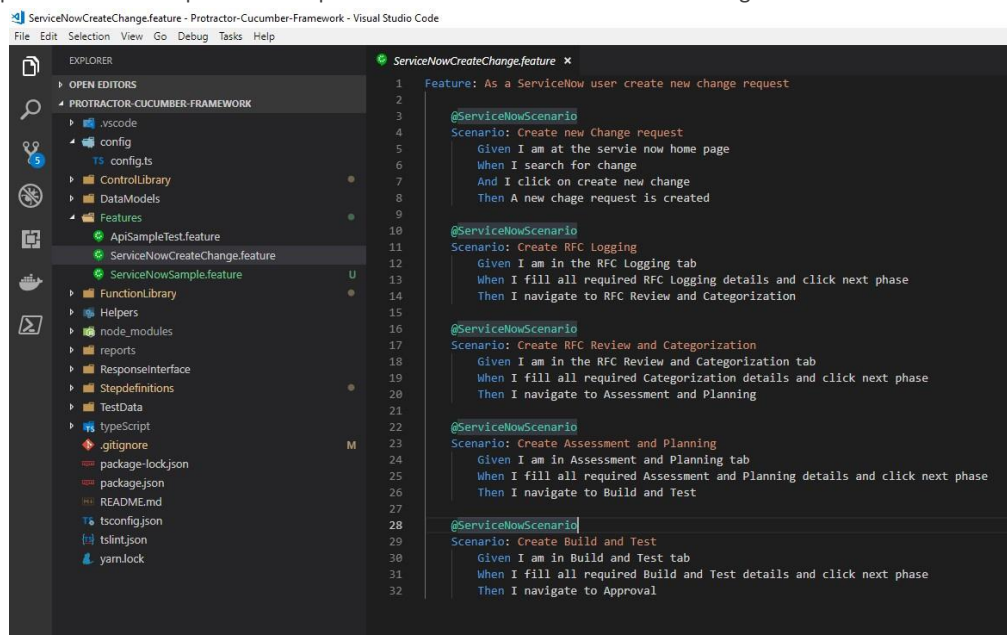 ServiceNowCreateChange.feature - Protractor-Cucumber-Framework - Visual Studio Code
File Edit Selection View Go Debug Tasks Help
EXPLORER
OPEN EDITORS
PROTRACTOR-CUCUMBER-FRAMEWORK
.vscode
config
TS config.ts
ControlLibrary
DataModels
Features
ApiSampleTest.feature
ServiceNowCreateChange.feature
ServiceNowSample.feature U
FunctionLibrary
Helpers
node_modules
reports
ResponseInterface
Stepdefinitions
TestData
typeScript
.gitignore M
package-lock.json
package.json
README.md
tsconfig.json
tslint.json
yarn.lock
5
ServiceNowCreateChange.feature ×
1 Feature: As a ServiceNow user create new change request
2
3 @ServiceNowScenario
4 Scenario: Create new Change request
5 Given I am at the servie now home page
6 When I search for change
7 And I click on create new change
8 Then A new chage request is created
9
10 @ServiceNowScenario
11 Scenario: Create RFC Logging
12 Given I am in the RFC Logging tab
13 When I fill all required RFC Logging details and click next phase
14 Then I navigate to RFC Review and Categorization
15
16 @ServiceNowScenario
17 Scenario: Create RFC Review and Categorization
18 Given I am in the RFC Review and Categorization tab
19 When I fill all required Categorization details and click next phase
20 Then I navigate to Assessment and Planning
21
22 @ServiceNowScenario
23 Scenario: Create Assessment and Planning
24 Given I am in Assessment and Planning tab
25 When I fill all required Assessment and Planning details and click next phase
26 Then I navigate to Build and Test
27
28 @ServiceNowScenario
29 Scenario: Create Build and Test
30 Given I am in Build and Test tab
31 When I fill all required Build and Test details and click next phase
32 Then I navigate to Approval